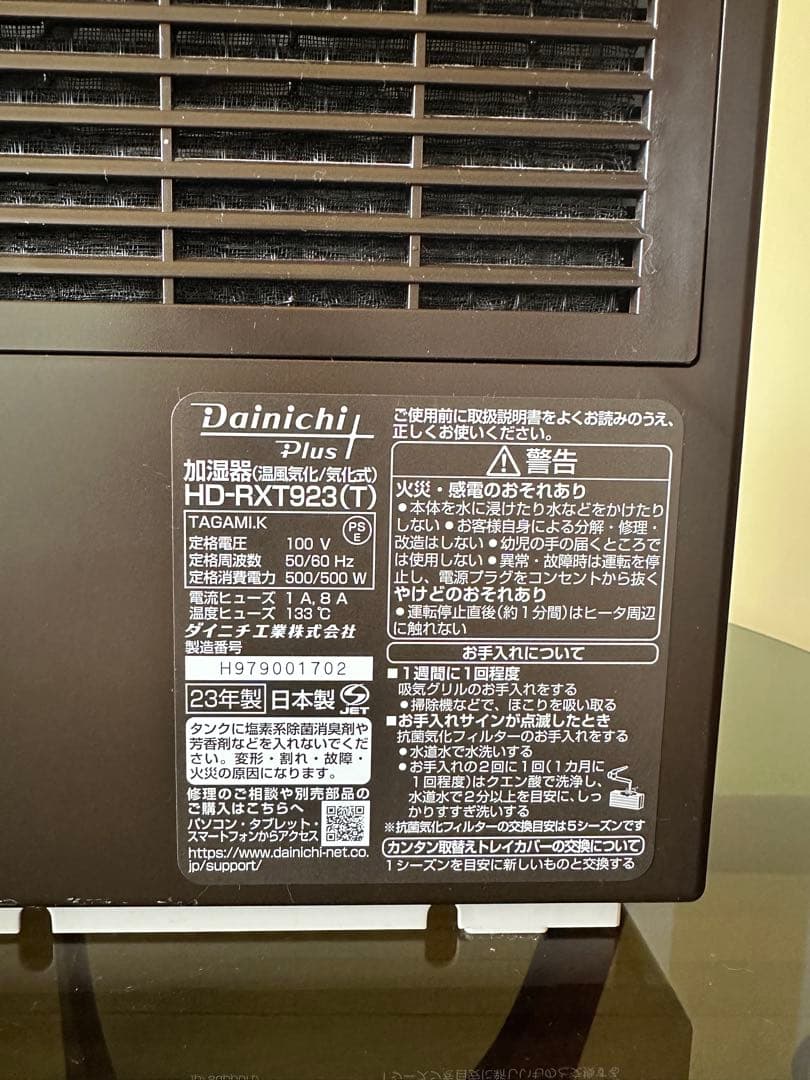 Dainichi
Plus
加湿器(温風気化/気化式)
HD-RXT923(T)
TAGAMI.K
PS
E
定格電圧 100 V
定格周波数 50/60 Hz
定格消費電力 500/500 W
電流ヒューズ 1 A, 8 A
温度ヒューズ 133℃
ダイニチ工業株式会社
製造番号
H979001702
23年製 日本製 JET
タンクに塩素系除菌消臭剤や
芳香剤などを入れないでくだ
さい。変形・割れ・故障・
火災の原因になります。
修理のご相談や別売部品の
ご購入はこちらへ
パソコン・タブレット・
スマートフォンからアクセス
https://www.dainichi-net.co.
jp/support/
ご使用前に取扱説明書をよくお読みのうえ、
正しくお使いください。
警告
火災・感電のおそれあり
●本体を水に浸けたり水などをかけたり
しない ●お客様自身による分解・修理・
改造はしない ●幼児の手の届くところで
は使用しない ●異常・故障時は運転を停
止し、電源プラグをコンセントから抜く
やけどのおそれあり
●運転停止直後(約1分間)はヒータ周辺
に触れない
お手入れについて
■1週間に1回程度
吸気グリルのお手入れをする
●掃除機などで、ほこりを吸い取る
■お手入れサインが点滅したとき
抗菌気化フィルターのお手入れをする
●水道水で水洗いする
●お手入れの2回に1回(1カ月に
1回程度)はクエン酸で洗浄し、
水道水で2分以上を目安に、しっ
かりすすぎ洗いする
※抗菌気化フィルターの交換目安は5シーズンです
カンタン取替えトレイカバーの交換について
1シーズンを目安に新しいものと交換する